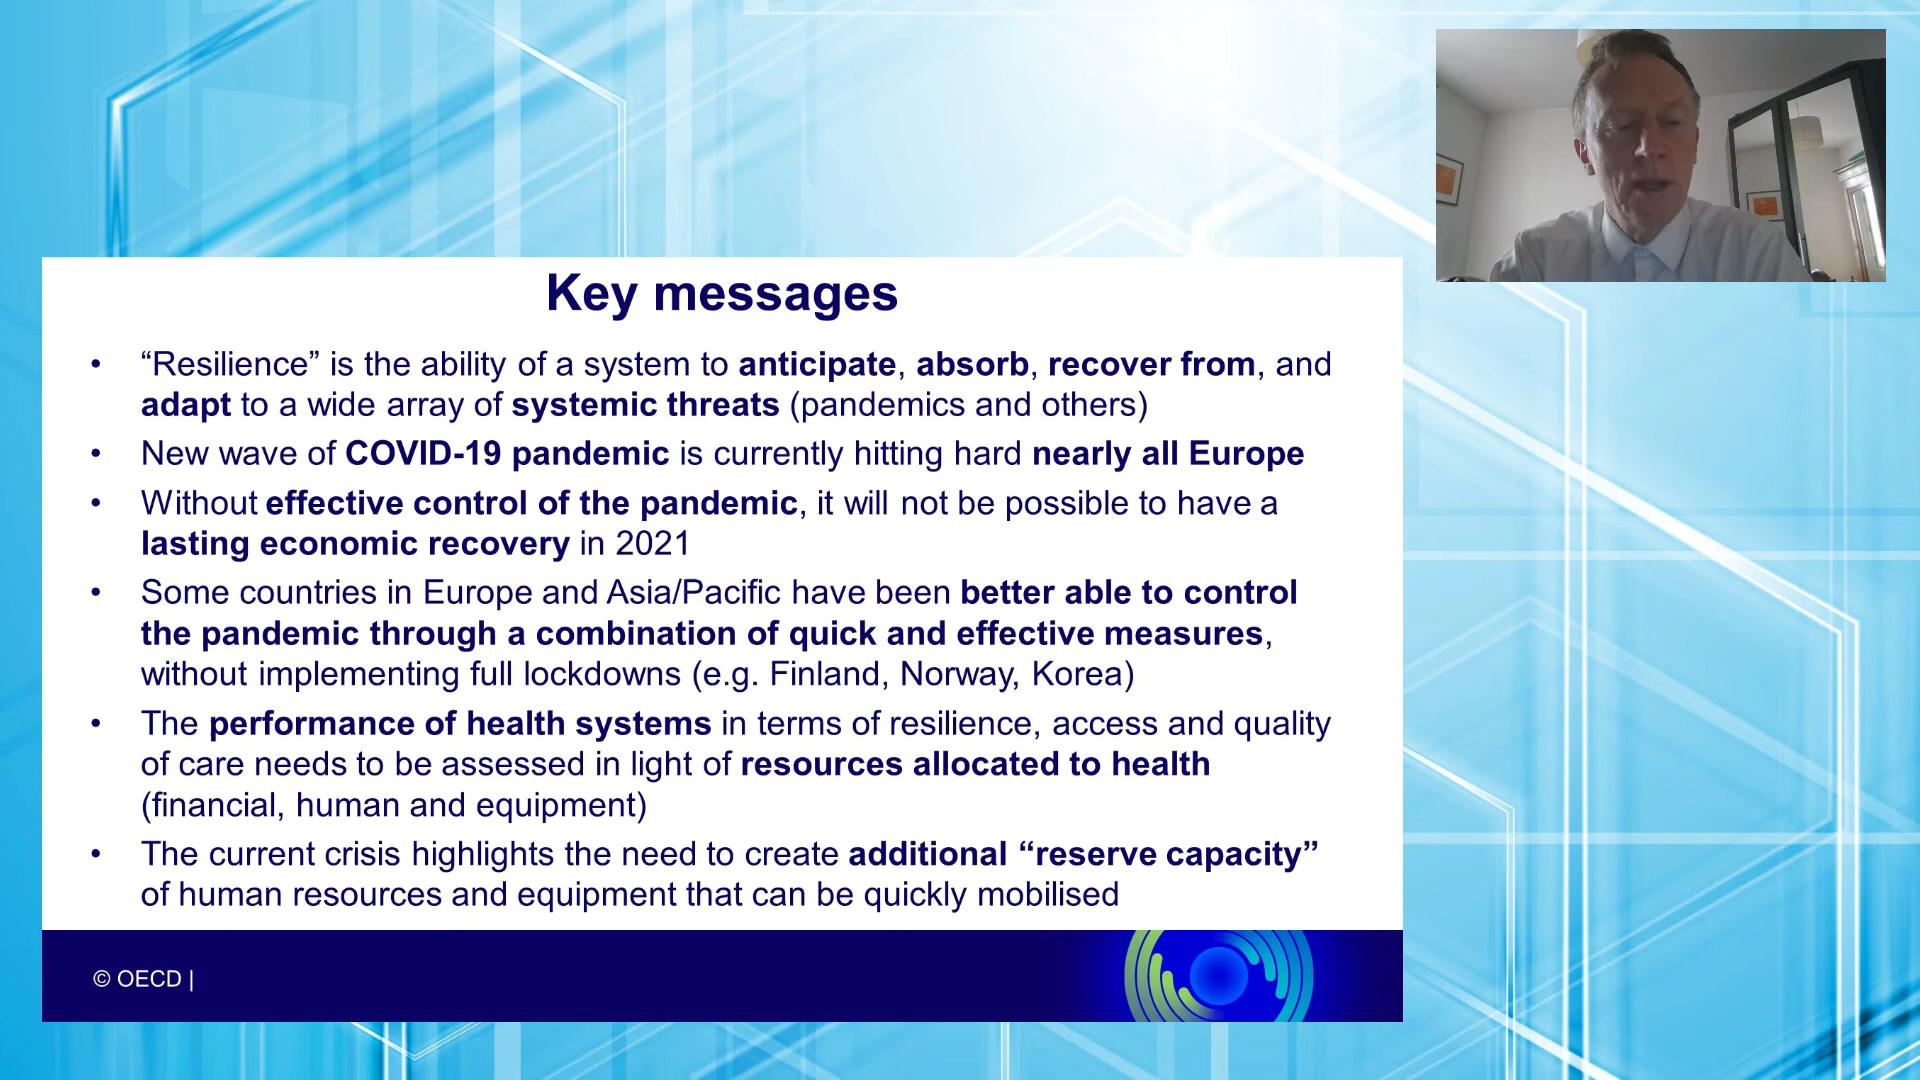 Key messages
• “Resilience” is the ability of a system to anticipate, absorb, recover from, and
adapt to a wide array of systemic threats (pandemics and others)
• New wave of COVID-19 pandemic is currently hitting hard nearly all Europe
• Without effective control of the pandemic, it will not be possible to have a
lasting economic recovery in 2021
• Some countries in Europe and Asia/Pacific have been better able to control
the pandemic through a combination of quick and effective measures,
without implementing full lockdowns (e.g. Finland, Norway, Korea)
• The performance of health systems in terms of resilience, access and quality
of care needs to be assessed in light of resources allocated to health
(financial, human and equipment)
• The current crisis highlights the need to create additional “reserve capacity”
of human resources and equipment that can be quickly mobilised
© OECD |